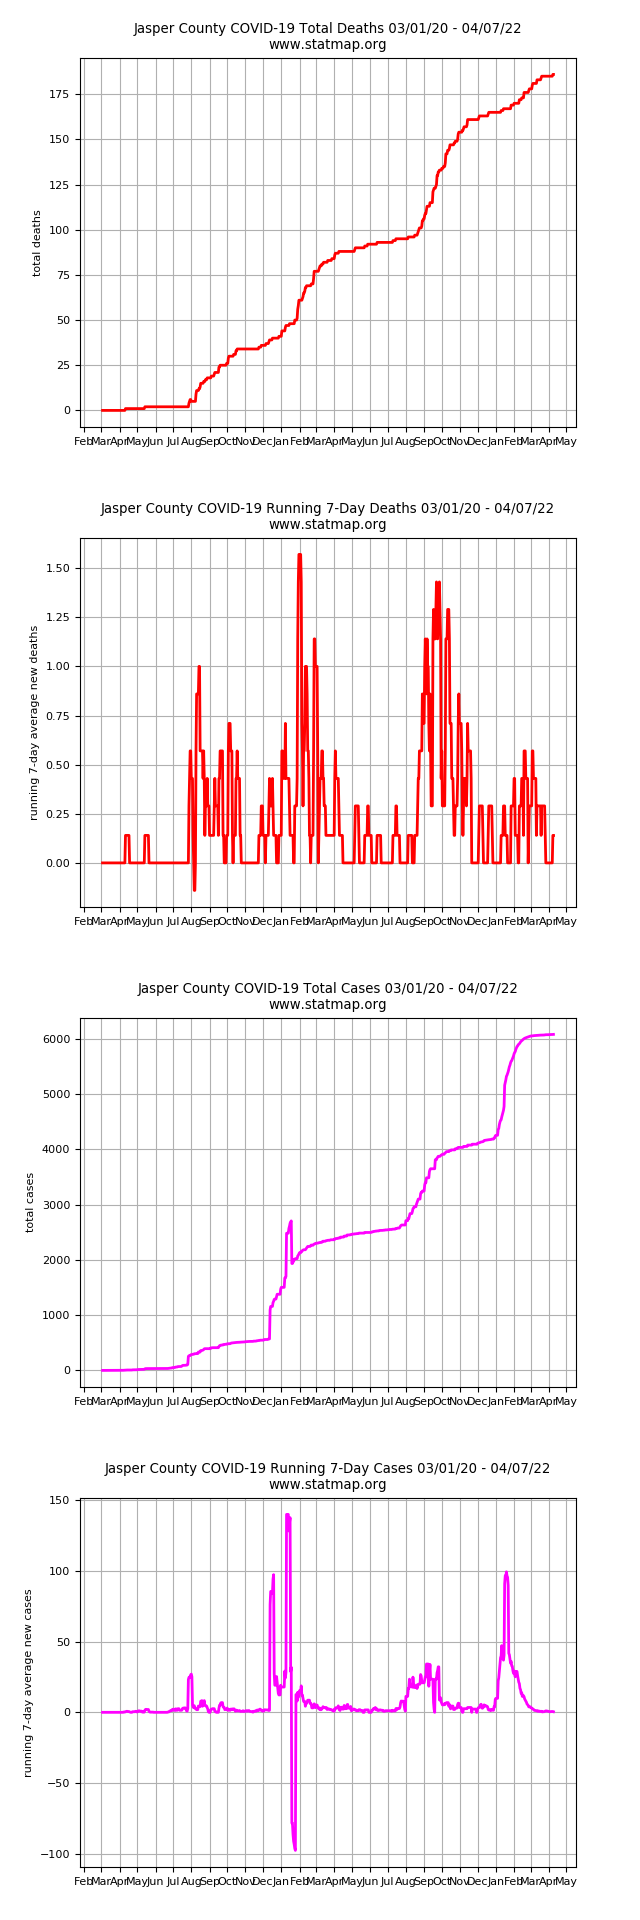 Jasper County COVID-19 Total Deaths 03/01/20 - 04/07/22
www.statmap.org
175
150
125
100
75
50
25
0
total deaths
Feb Mar Apr May Jun Jul Aug Sep Oct Nov Dec Jan Feb Mar Apr May Jun Jul Aug Sep Oct Nov Dec Jan Feb Mar Apr May
Jasper County COVID-19 Running 7-Day Deaths 03/01/20 - 04/07/22
www.statmap.org
1.50
1.25
1.00
0.75
0.50
0.25
0.00
running 7-day average new deaths
Feb Mar Apr May Jun Jul Aug Sep Oct Nov Dec Jan Feb Mar Apr May Jun Jul Aug Sep Oct Nov Dec Jan Feb Mar Apr May
Jasper County COVID-19 Total Cases 03/01/20 - 04/07/22
www.statmap.org
6000
5000
4000
3000
2000
1000
0
total cases
Feb Mar Apr May Jun Jul Aug Sep Oct Nov Dec Jan Feb Mar Apr May Jun Jul Aug Sep Oct Nov Dec Jan Feb Mar Apr May
Jasper County COVID-19 Running 7-Day Cases 03/01/20 - 04/07/22
www.statmap.org
150
100
50
0
−50
−100
running 7-day average new cases
Feb Mar Apr May Jun Jul Aug Sep Oct Nov Dec Jan Feb Mar Apr May Jun Jul Aug Sep Oct Nov Dec Jan Feb Mar Apr May